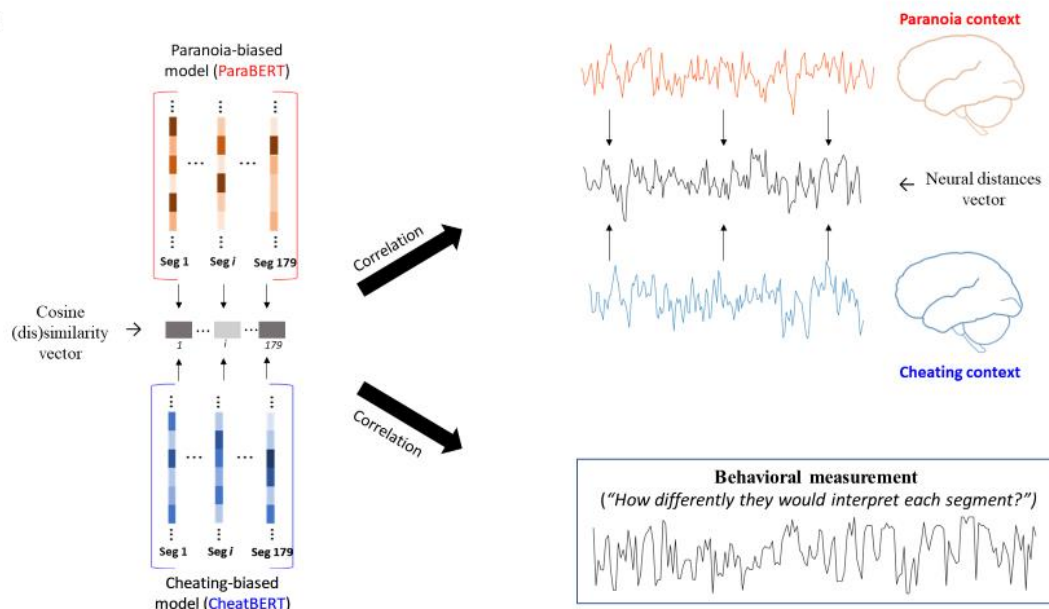 Paranoia-biased
model (ParaBERT)
Seg 1
Seg i
Seg 179
Cosine
(dis)similarity
vector
1
i
179
Seg 1
Seg i
Seg 179
Cheating-biased
model (CheatBERT)
Correlation
Correlation
Paranoia context
Neural distances
vector
Cheating context
Behavioral measurement
(“How differently they would interpret each segment?”)